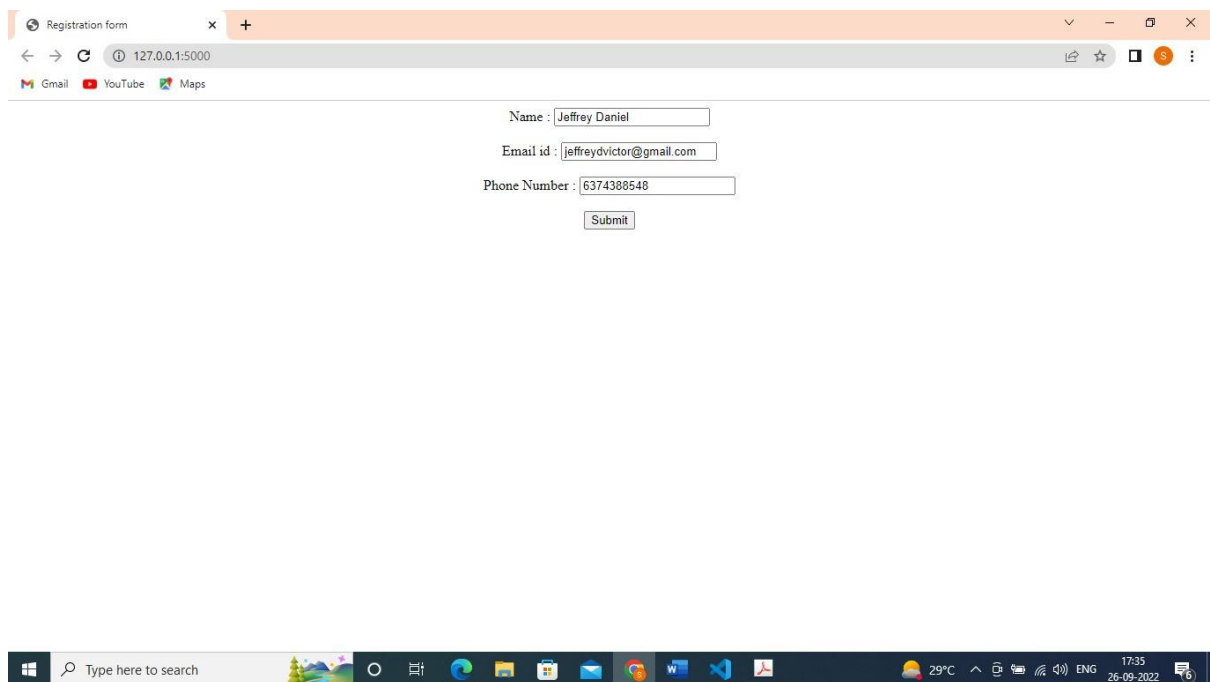 Registration form
127.0.0.1:5000
S
Gmail YouTube Maps
Name : Jeffrey Daniel
Email id : jeffreydvictor@gmail.com
Phone Number : 6374388548
Submit
Type here to search
29°C ENG 17:35
26-09-2022
6